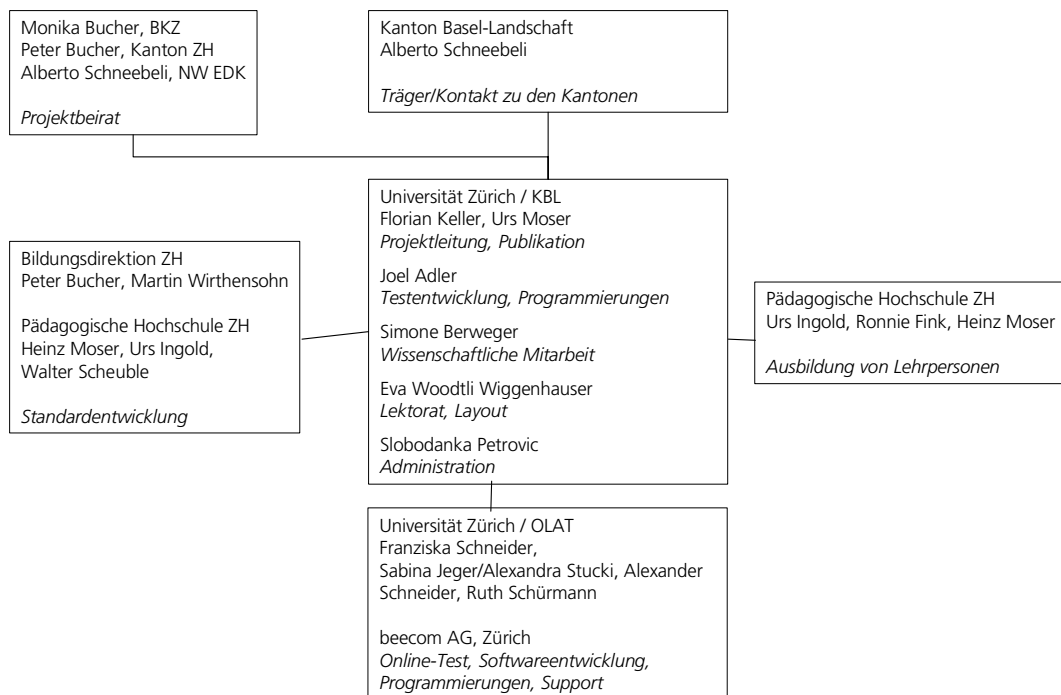 Monika Bucher, BKZ
Peter Bucher, Kanton ZH
Alberto Schneebeli, NW EDK
Projektbeirat
Kanton Basel-Landschaft
Alberto Schneebeli
Träger/Kontakt zu den Kantonen
Universität Zürich / KBL
Florian Keller, Urs Moser
Projektleitung, Publikation
Joel Adler
Testentwicklung, Programmierungen
Simone Berweger
Wissenschaftliche Mitarbeit
Eva Woodtli Wiggenhauser
Lektorat, Layout
Slobodanka Petrovic
Administration
Bildungsdirektion ZH
Peter Bucher, Martin Wirthensohn
Pädagogische Hochschule ZH
Heinz Moser, Urs Ingold,
Walter Scheuble
Standardentwicklung
Pädagogische Hochschule ZH
Urs Ingold, Ronnie Fink, Heinz Moser
Ausbildung von Lehrpersonen
Universität Zürich / OLAT
Franziska Schneider,
Sabina Jeger/Alexandra Stucki, Alexander
Schneider, Ruth Schürmann
beecom AG, Zürich
Online-Test, Softwareentwicklung,
Programmierungen, Support